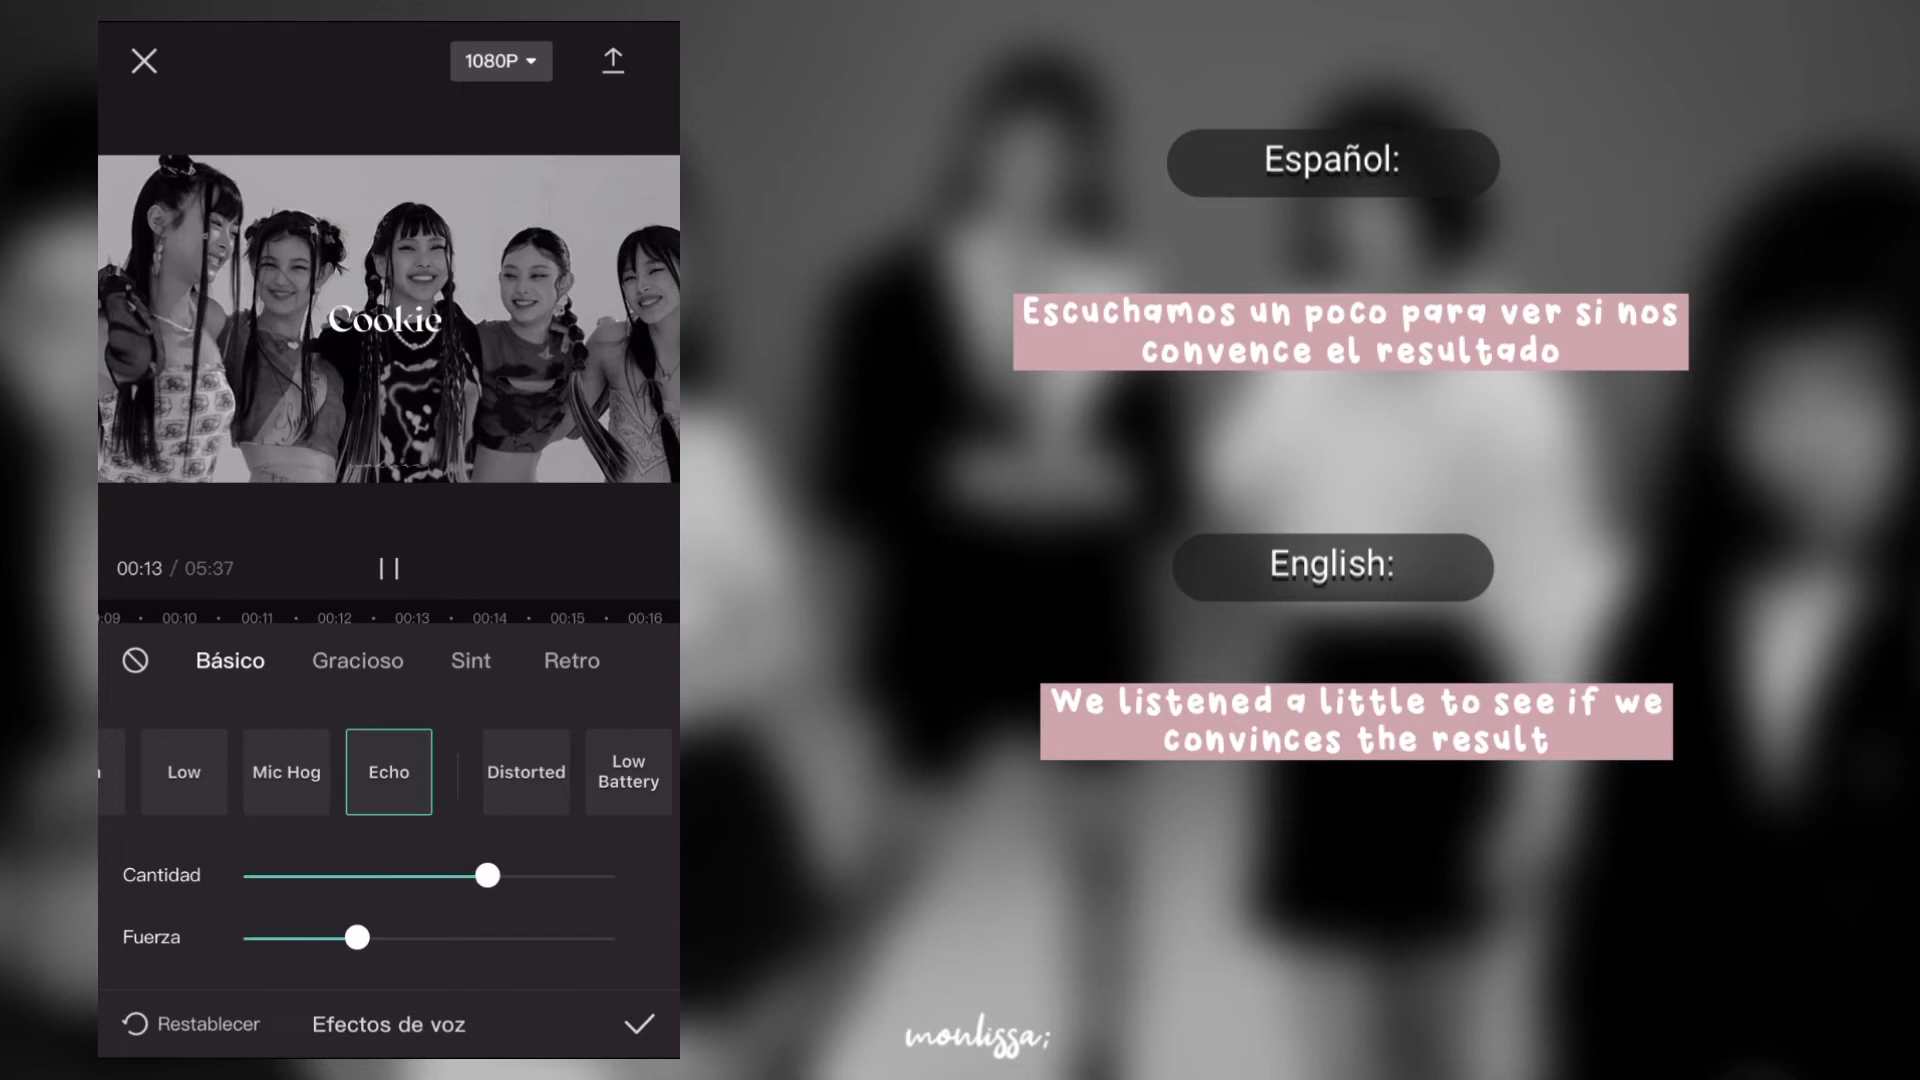 1080P
Cookie
00:13 / 05:37
:09 00:10 00:11 00:12 00:13 00:14 00:15 00:16
Básico Gracioso Sint Retro
Low Mic Hog Echo Distorted Low
Battery
Cantidad
Fuerza
Restablecer Efectos de voz
Español:
Escuchamos un poco para ver si nos
convence el resultado
English:
We listened a little to see if we
convinces the result
monlissa;